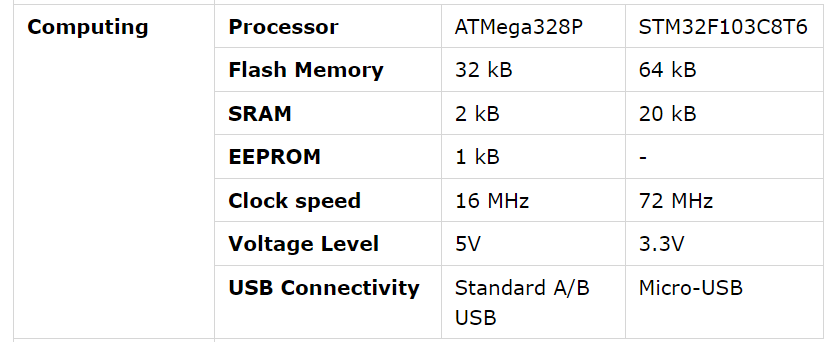 Computing Processor ATMega328P STM32F103C8T6
Flash Memory 32 kB 64 kB
SRAM 2 kB 20 kB
EEPROM 1 kB -
Clock speed 16 MHz 72 MHz
Voltage Level 5V 3.3V
USB Connectivity Standard A/B Micro-USB
USB